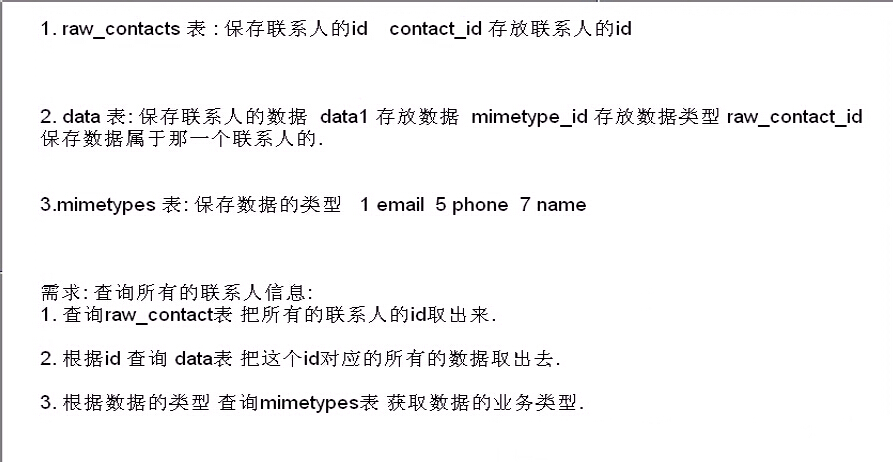 1. raw_contacts 表 : 保存联系人的id    contact_id 存放联系人的id
2. data 表: 保存联系人的数据  data1 存放数据  mimetype_id 存放数据类型 raw_contact_id
保存数据属于那一个联系人的.
3.mimetypes 表: 保存数据的类型   1 email  5 phone  7 name
需求: 查询所有的联系人信息:
1. 查询raw_contact表 把所有的联系人的id取出来.
2. 根据id 查询 data表 把这个id对应的所有的数据取出去.
3. 根据数据的类型 查询mimetypes表 获取数据的业务类型.